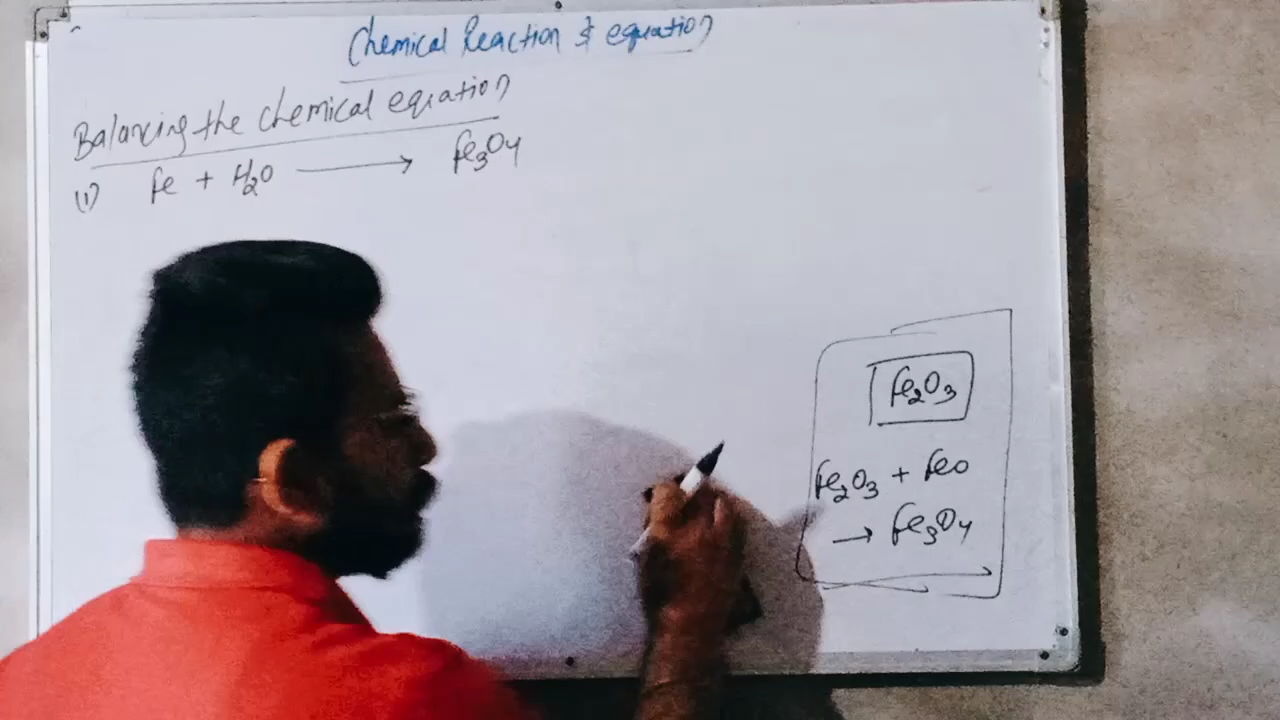 Chemical Reaction & equation
Balancing the chemical equation
(1) Fe + H2O ⟶ Fe3O4
Fe2O3
Fe2O3 + Feo
→ Fe3O4